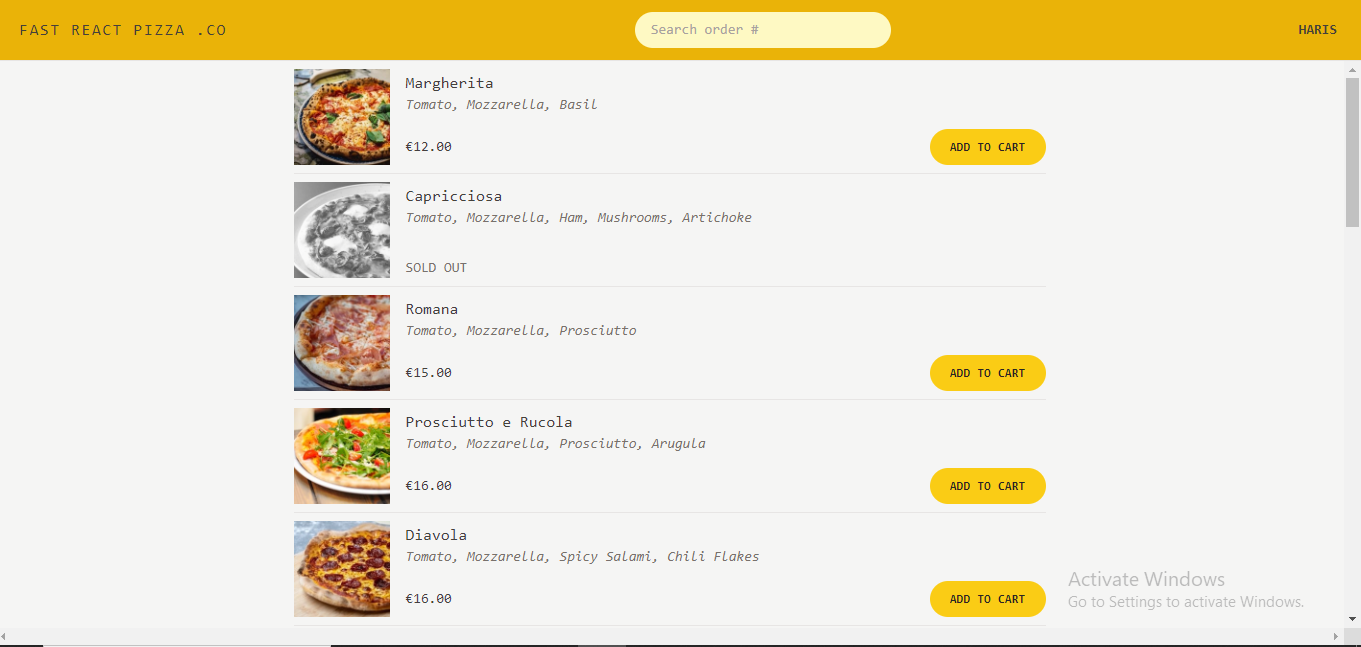 FAST REACT PIZZA .CO
Search order #
HARIS
Margherita
Tomato, Mozzarella, Basil
€12.00
ADD TO CART
Capricciosa
Tomato, Mozzarella, Ham, Mushrooms, Artichoke
SOLD OUT
Romana
Tomato, Mozzarella, Prosciutto
€15.00
ADD TO CART
Prosciutto e Rucola
Tomato, Mozzarella, Prosciutto, Arugula
€16.00
ADD TO CART
Diavola
Tomato, Mozzarella, Spicy Salami, Chili Flakes
€16.00
ADD TO CART
Activate Windows
Go to Settings to activate Windows.